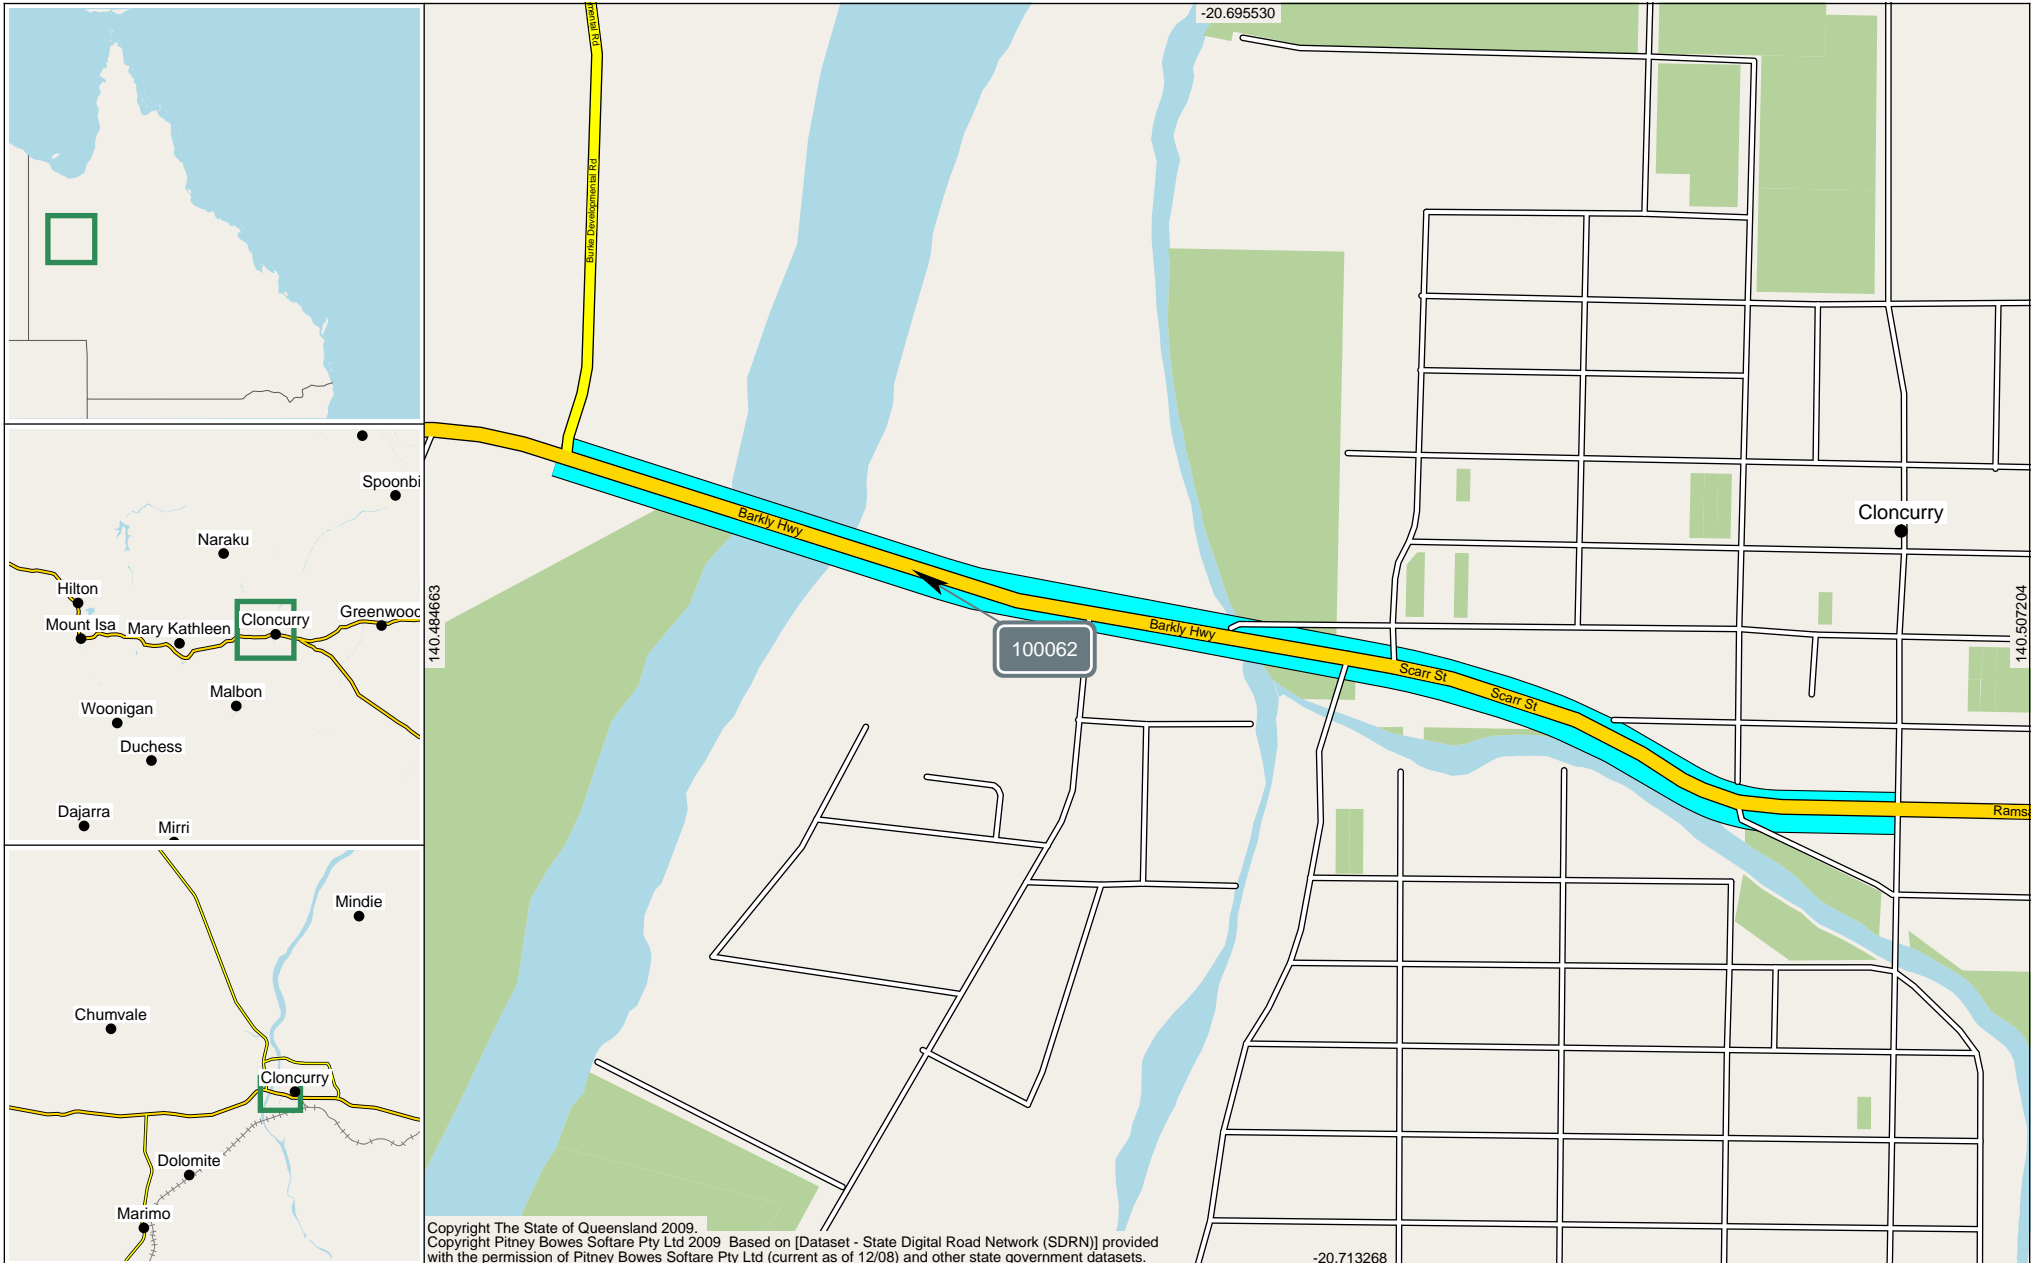 -20.695530
Burke Developmental Rd
Barkly Hwy
100062
Barkly Hwy
Scarr St
Scarr St
Cloncurry
140.484663
140.507204
Spoonbi
Naraku
Hilton
Mount Isa
Mary Kathleen
Cloncurry
Greenwood
Malbon
Woonigan
Duchess
Dajarra
Mirri
Mindie
Chumvale
Cloncurry
Dolomite
Marimo
Copyright The State of Queensland 2009.
Copyright Pitney Bowes Softare Pty Ltd 2009 Based on [Dataset - State Digital Road Network (SDRN)] provided
with the permission of Pitney Bowes Softare Pty Ltd (current as of 12/08) and other state government datasets.
-20.713268